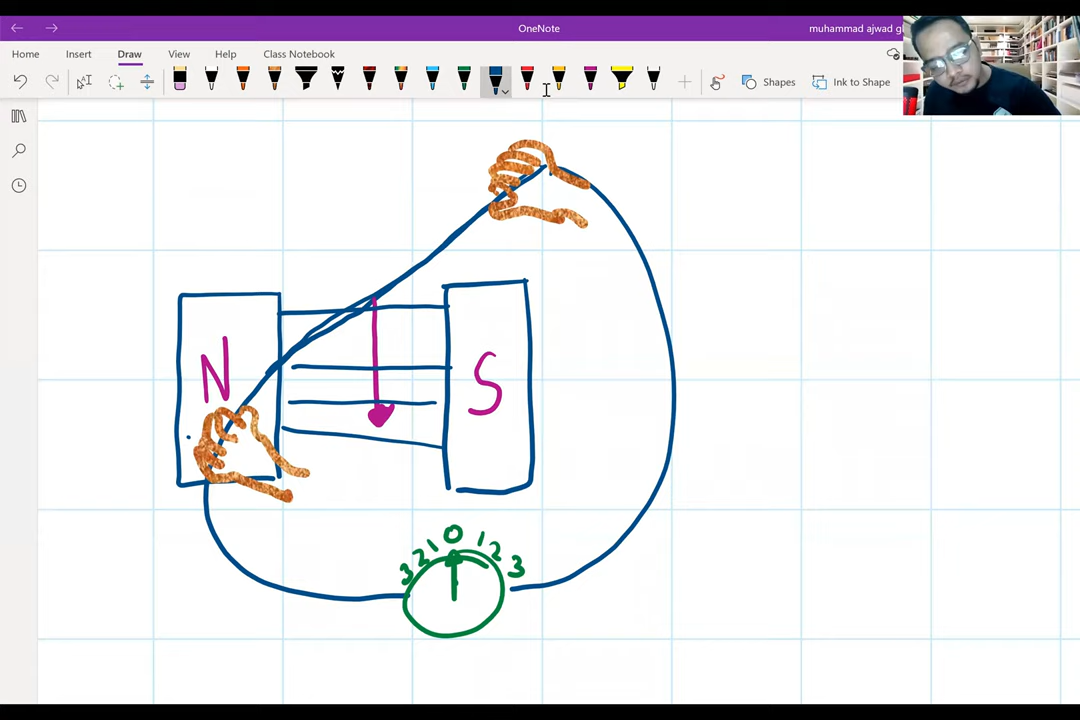 OneNote
muhammad ajwad g
Home Insert Draw View Help Class Notebook
Shapes Ink to Shape
N S
3 2 1 0 1 2 3